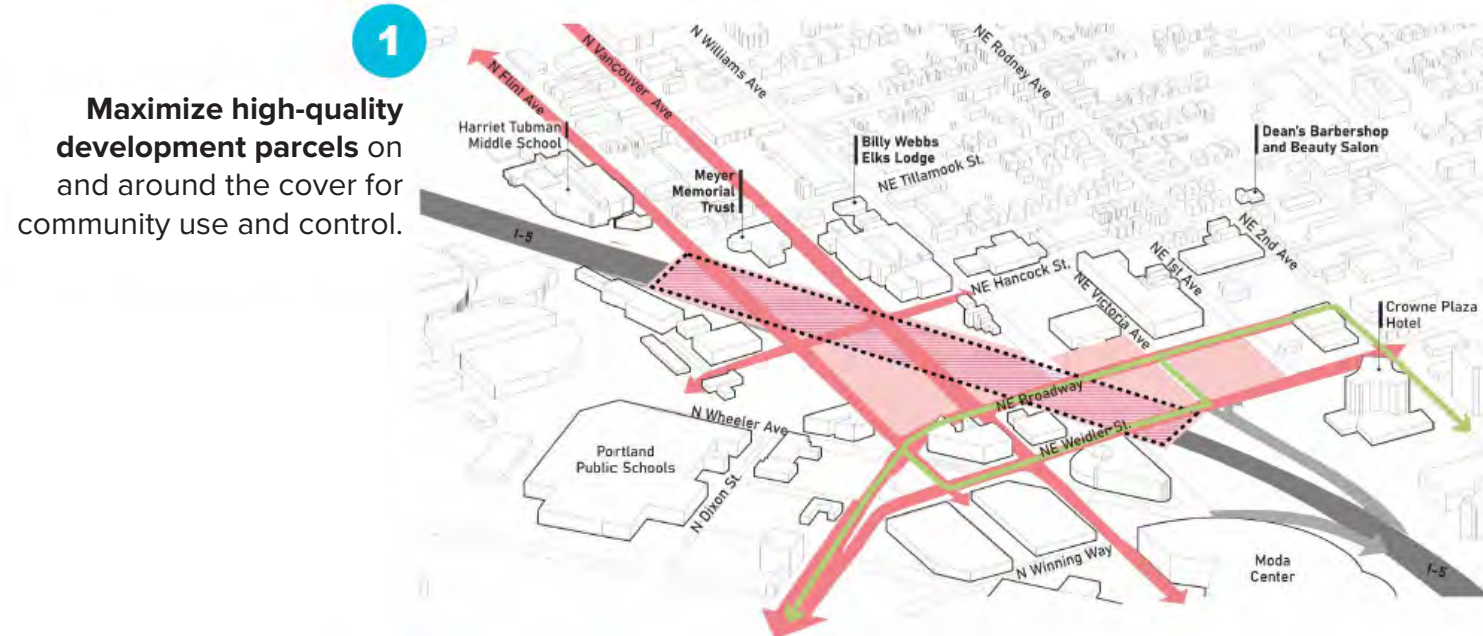 1
Maximize high-quality
development parcels on
and around the cover for
community use and control.
N Flint Ave
N Vancouver Ave
N Williams Ave
NE Rodney Ave
Harriet Tubman
Middle School
Meyer
Memorial
Trust
Billy Webbs
Elks Lodge
NE Tillamook St.
Dean's Barbershop
and Beauty Salon
I-5
NE Hancock St.
NE Victoria Ave
NE 1st Ave
NE 2nd Ave
Crowne Plaza
Hotel
NE Broadway
NE Weidler St.
N Wheeler Ave
Portland
Public Schools
N Dixon St.
N Winning Way
Moda
Center
I-5